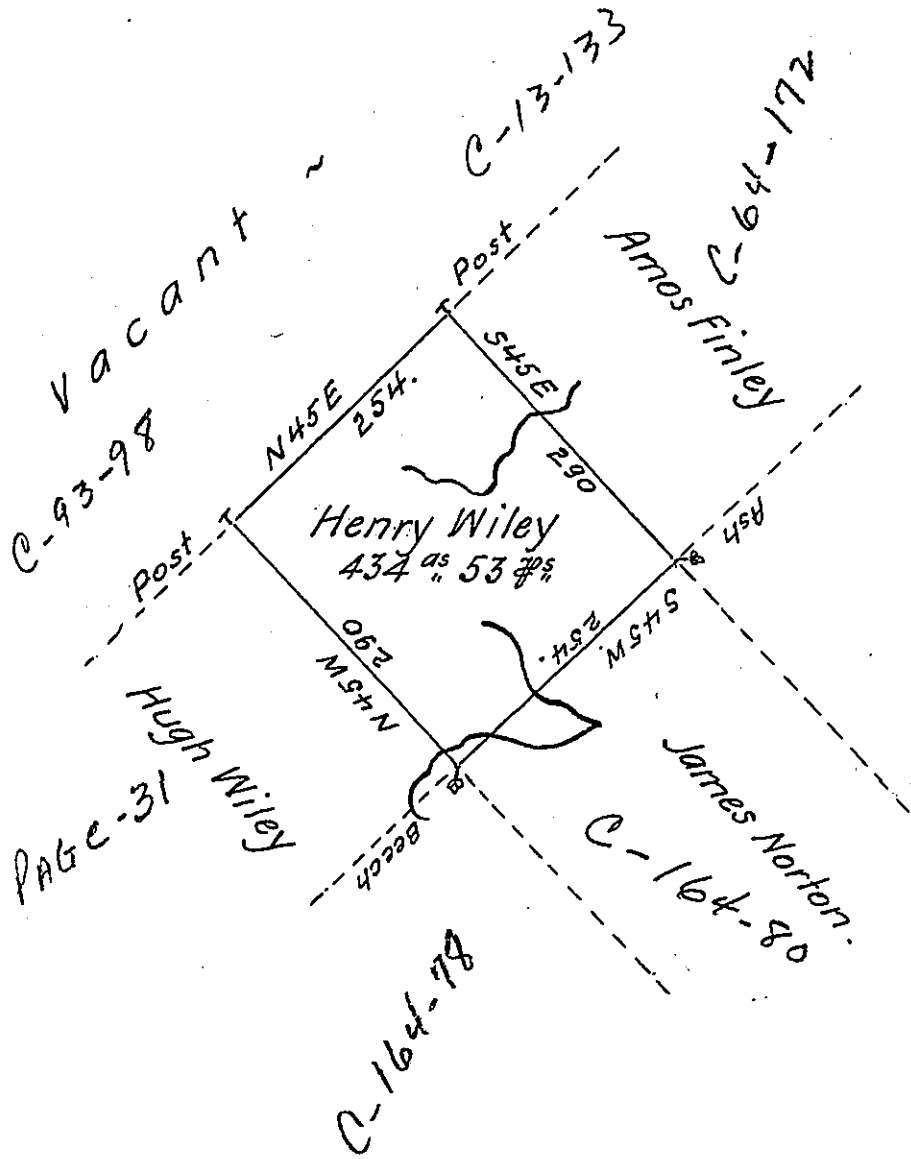 C-13-133
C-64-172
Vacant ~
Post
Amos Finley
S45E
290
N45E
254.
C-93-98
Post
Henry Wiley
434 as 53 ps
Ash
S45W.
254.
290
N45W
Hugh Wiley
PAGE-31
James Norton.
C-164-80
Beech
C-164-78